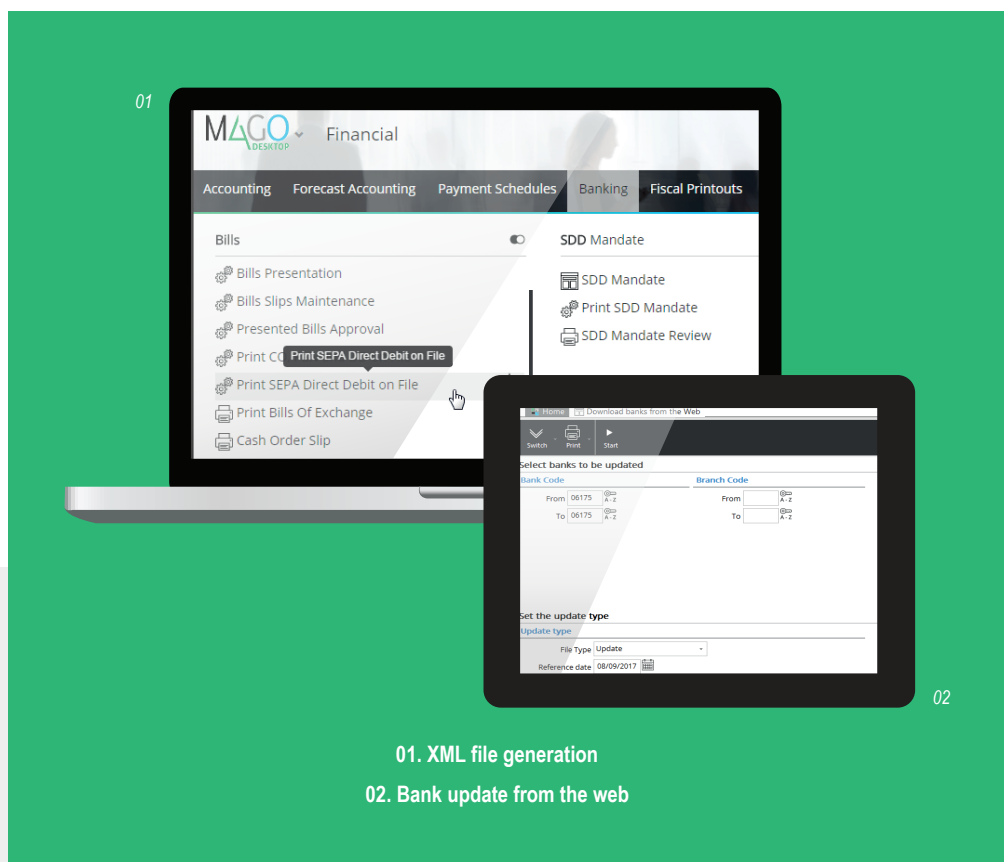 01
MAGO
DESKTOP
Financial
Accounting Forecast Accounting Payment Schedules Banking Fiscal Printouts
Bills
Bills Presentation
Bills Slips Maintenance
Presented Bills Approval
Print CO
Print SEPA Direct Debit on File
Print SEPA Direct Debit on File
Print Bills Of Exchange
Cash Order Slip
SDD Mandate
SDD Mandate
Print SDD Mandate
SDD Mandate Review
Home Download banks from the Web
Switch Print Start
Select banks to be updated
Bank Code Branch Code
From 06175 A - Z From A - Z
To 06175 A - Z To A - Z
Set the update type
Update type
File Type Update
Reference date 08/09/2017
02
01. XML file generation
02. Bank update from the web